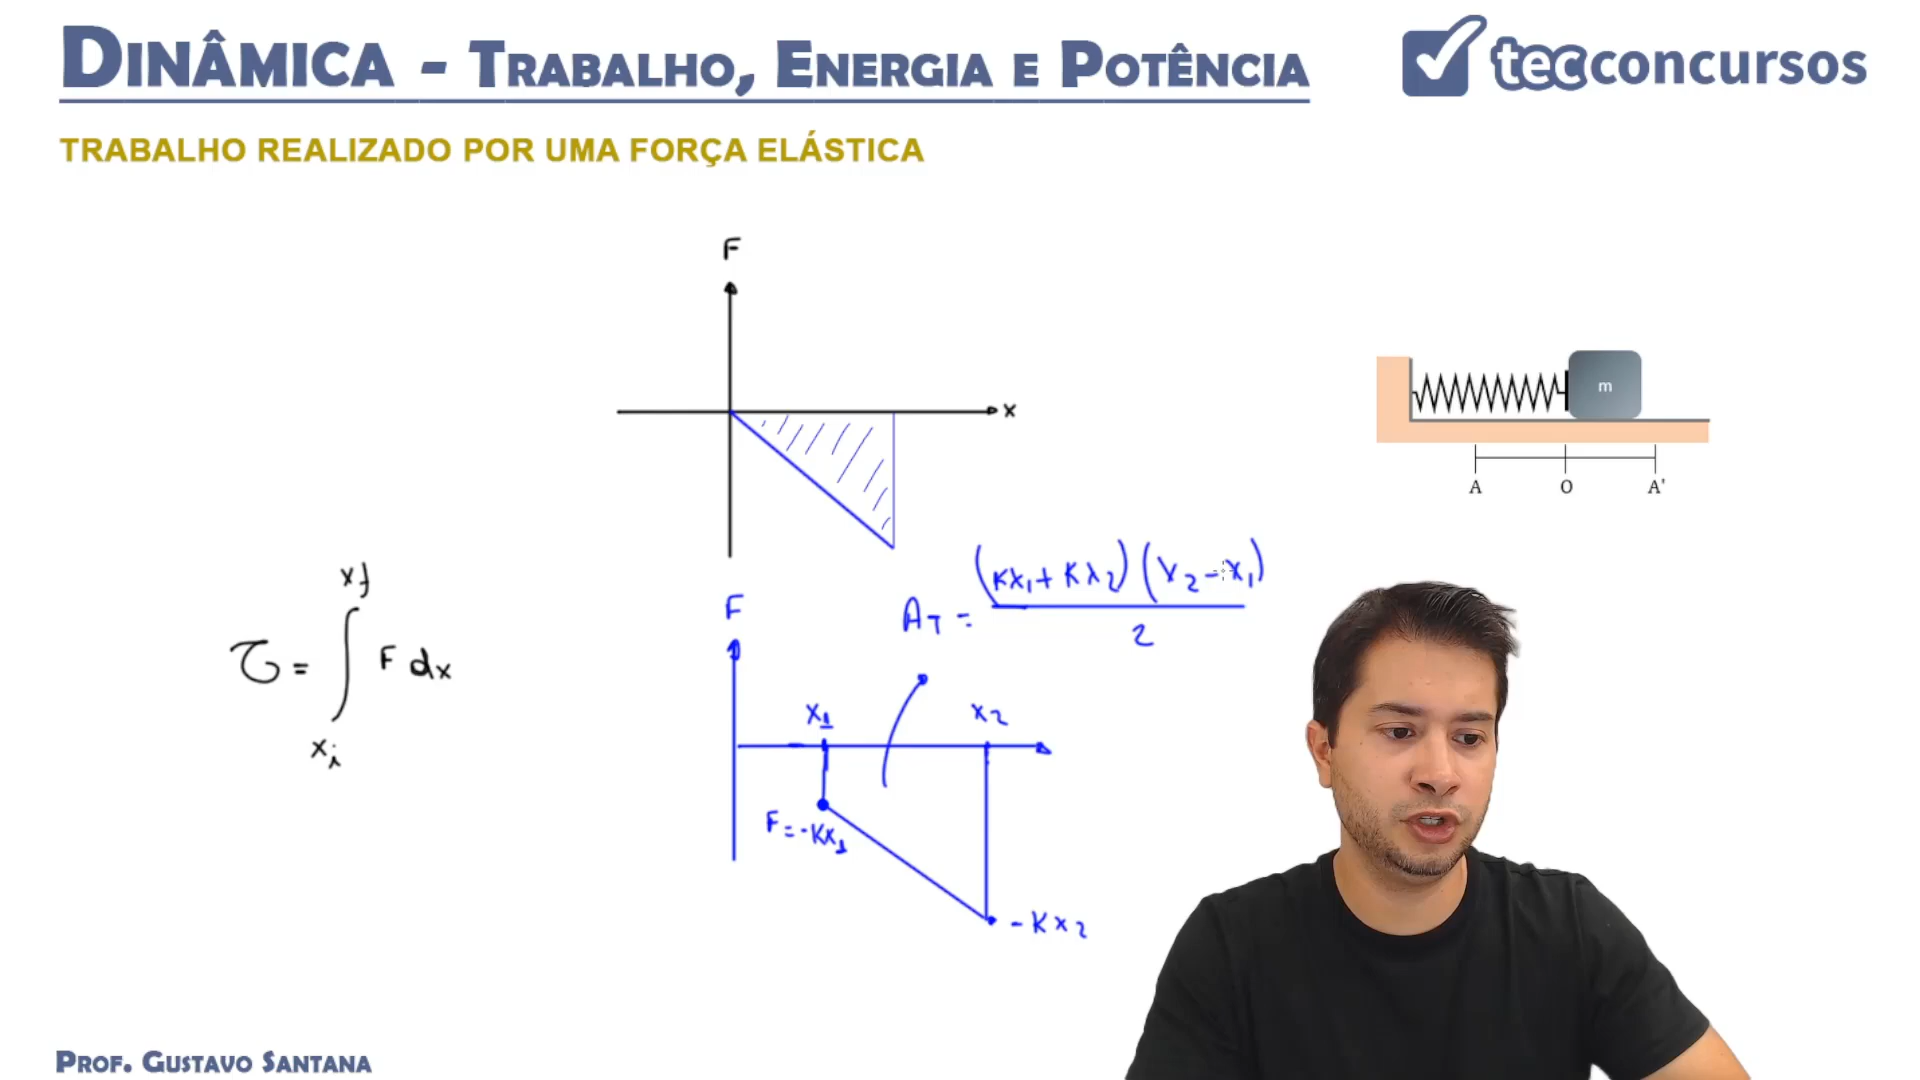 DINÂMICA - TRABALHO, ENERGIA E POTÊNCIA
tecconcursos
TRABALHO REALIZADO POR UMA FORÇA ELÁSTICA
F
x
m
A O A'
τ = ∫ F dx
xf
xi
A_T = (Kx₁ + Kx₂)(x₂ - x₁)
2
F
x₁
x₂
F = -Kx₁
-Kx₂
PROF. GUSTAVO SANTANA